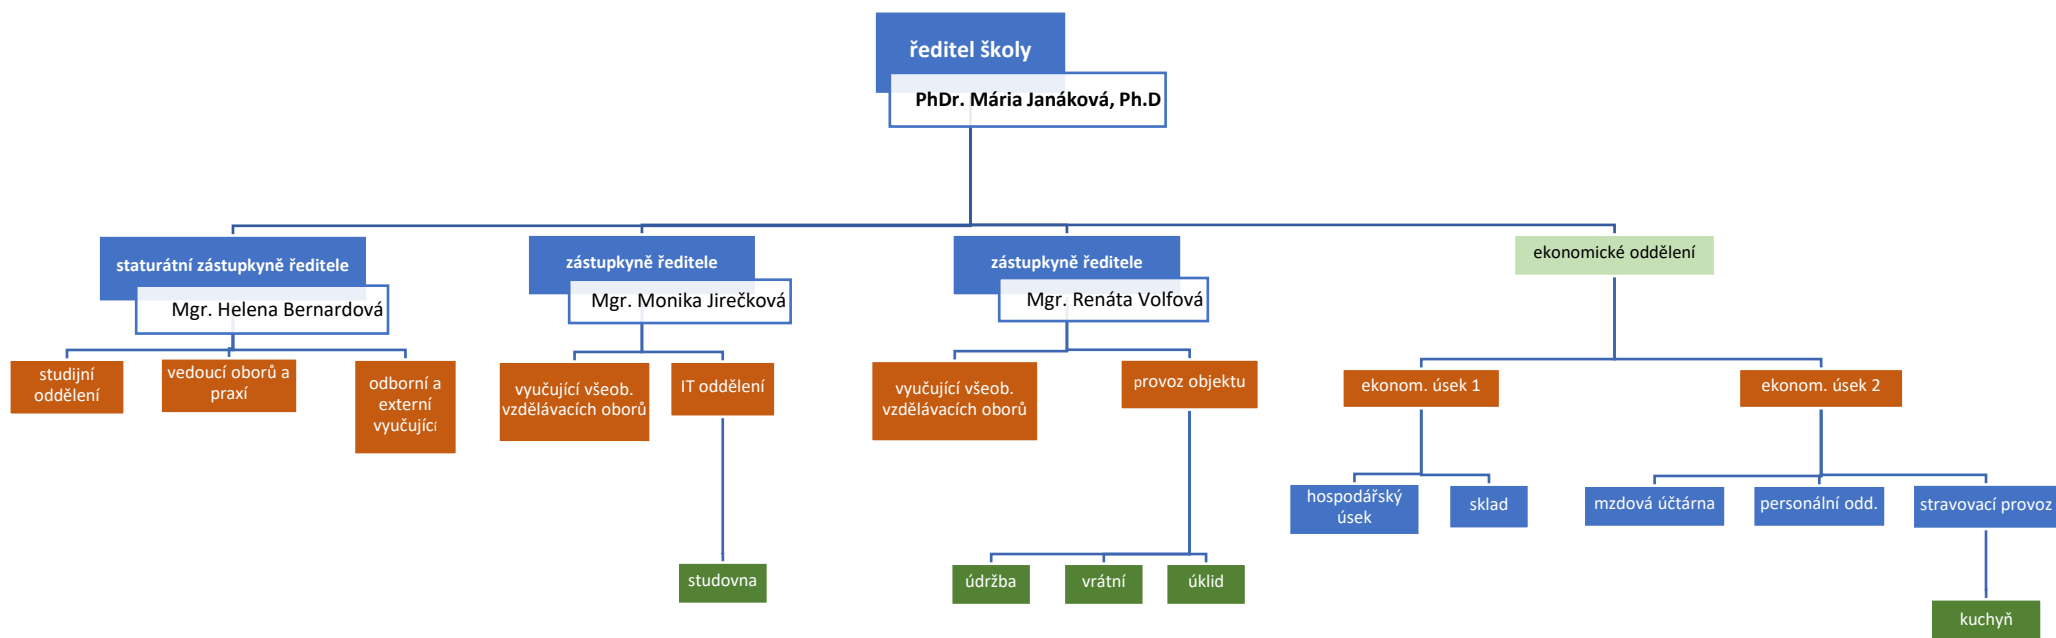 ředitel školy
PhDr. Mária Janáková, Ph.D
staturátní zástupkyně ředitele
Mgr. Helena Bernardová
zástupkyně ředitele
Mgr. Monika Jirečková
zástupkyně ředitele
Mgr. Renáta Volfová
ekonomické oddělení
studijní
oddělení
vedoucí oborů a
praxí
odborní a
externí
vyučující
vyučující všeob.
vzdělávacích oborů
IT oddělení
vyučující všeob.
vzdělávacích oborů
provoz objektu
ekonom. úsek 1
ekonom. úsek 2
hospodářský
úsek
sklad
mzdová účtárna
personální odd.
stravovací provoz
studovna
údržba
vrátní
úklid
kuchyň